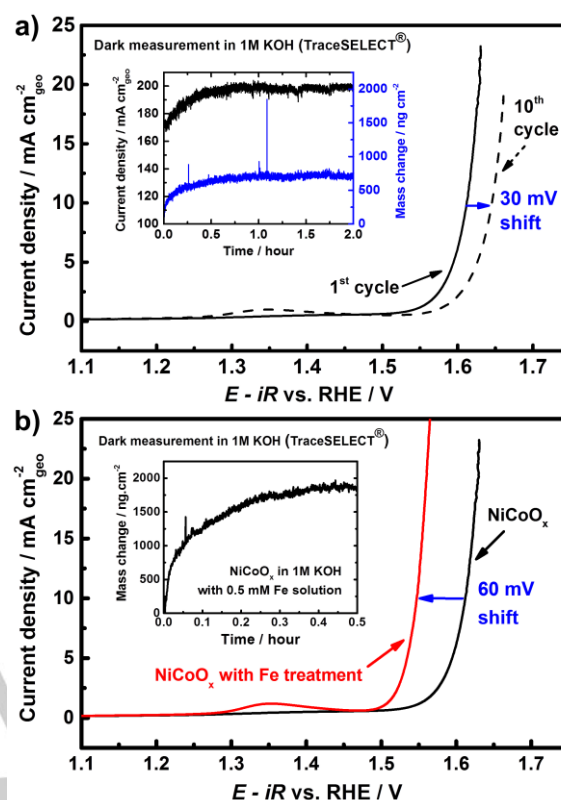 a)
Dark measurement in 1M KOH (TraceSELECT®)
Current density / mA cm⁻²geo
25
20
15
10
5
0
Current density / mA cm⁻²geo
200
180
160
140
120
100
Mass change / ng cm⁻²
2000
1500
1000
500
0
0.0 0.5 1.0 1.5 2.0
Time / hour
10th
cycle
30 mV
shift
1st cycle
1.1 1.2 1.3 1.4 1.5 1.6 1.7
E - iR vs. RHE / V
b)
Dark measurement in 1M KOH (TraceSELECT®)
Current density / mA cm⁻²geo
25
20
15
10
5
0
Mass change / ng.cm⁻²
2000
1750
1500
1250
1000
750
500
250
0
NiCoOx in 1M KOH
with 0.5 mM Fe solution
0.0 0.1 0.2 0.3 0.4 0.5
Time / hour
NiCoOx
60 mV
shift
NiCoOx with Fe treatment
1.1 1.2 1.3 1.4 1.5 1.6 1.7
E - iR vs. RHE / V